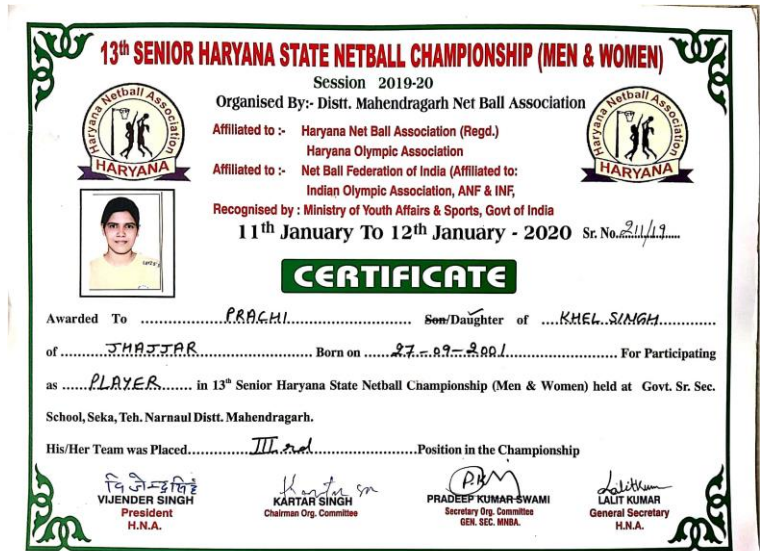 13th SENIOR HARYANA STATE NETBALL CHAMPIONSHIP (MEN & WOMEN)
Session 2019-20
Organised By:- Distt. Mahendragarh Net Ball Association
Haryana Netball Association
HARYANA
Haryana Netball Association
HARYANA
Affiliated to :- Haryana Net Ball Association (Regd.)
Haryana Olympic Association
Affiliated to :- Net Ball Federation of India (Affiliated to:
Indian Olympic Association, ANF & INF,
Recognised by : Ministry of Youth Affairs & Sports, Govt of India
11th January To 12th January - 2020 Sr. No. 211/19
CERTIFICATE
Awarded To PRACHI Son/Daughter of KHEL SINGH
of JHAJJAR Born on 27-09-2001 For Participating
as PLAYER in 13th Senior Haryana State Netball Championship (Men & Women) held at Govt. Sr. Sec.
School, Seka, Teh. Narnaul Distt. Mahendragarh.
His/Her Team was Placed IIIrd Position in the Championship
विजेन्द्र सिंह
VIJENDER SINGH
President
H.N.A.
KARTAR SINGH
Chairman Org. Committee
PRADEEP KUMAR SWAMI
Secretary Org. Committee
GEN. SEC. MNBA.
Lalitkum
LALIT KUMAR
General Secretary
H.N.A.